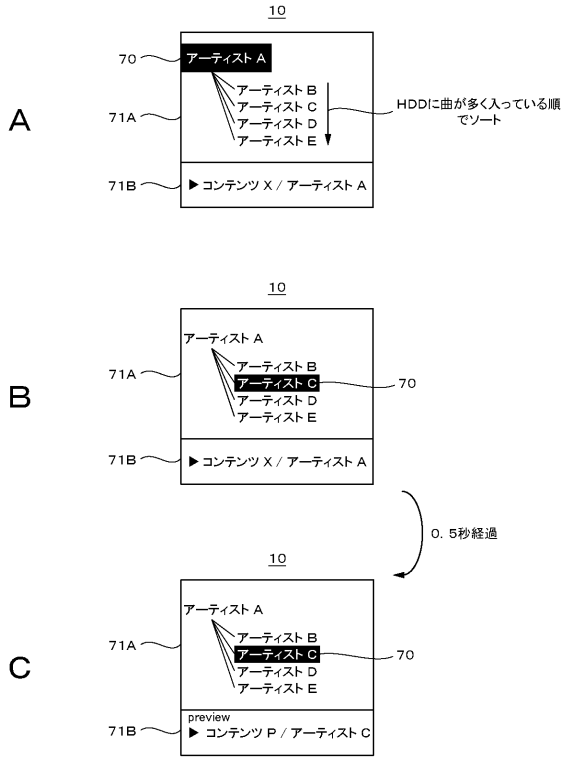 10
70
アーティスト A
アーティスト B
アーティスト C
アーティスト D
アーティスト E
HDDに曲が多く入っている順
でソート
A
71A
71B
▶ コンテンツ X / アーティスト A
10
アーティスト A
71A
アーティスト B
アーティスト C
70
アーティスト D
アーティスト E
B
71B
▶ コンテンツ X / アーティスト A
0.5秒経過
10
アーティスト A
71A
アーティスト B
アーティスト C
70
アーティスト D
アーティスト E
C
preview
71B
▶ コンテンツ P / アーティスト C